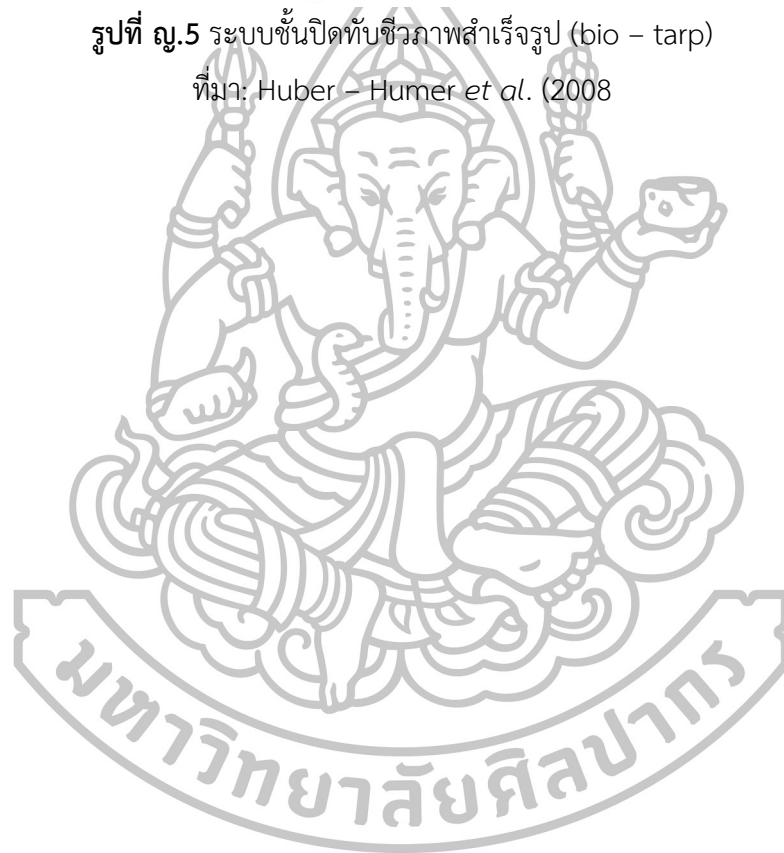 รูปที่ ญ.5 ระบบชั้นปิดทับชีวภาพสำเร็จรูป (bio – tarp)
ที่มา: Huber – Humer et al. (2008
มหาวิทยาลัยศิลปากร